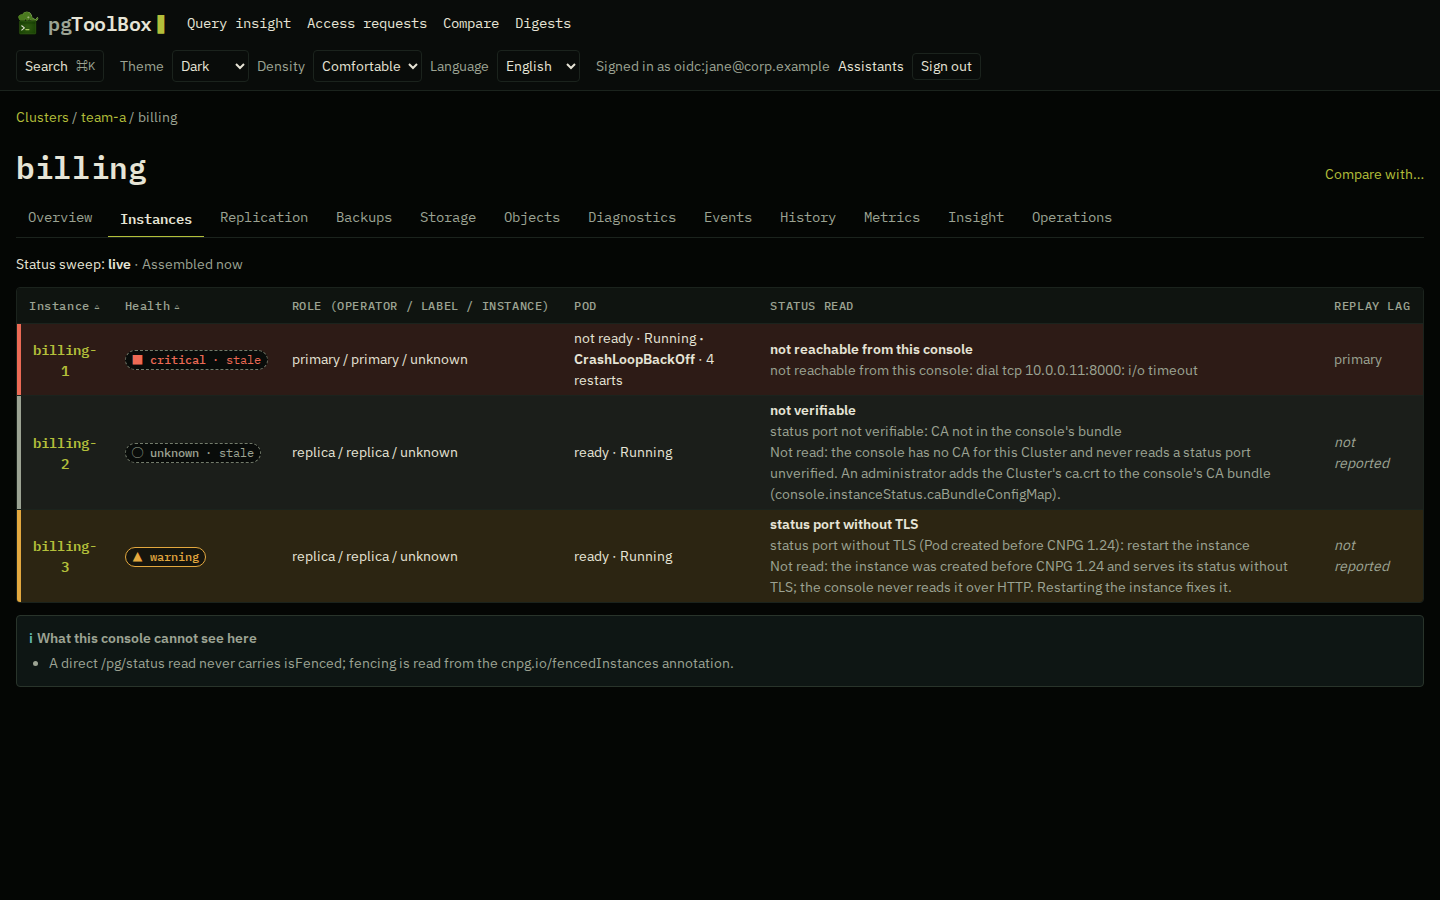 pgToolBox
Query insight Access requests Compare Digests
Search ⌘K Theme Dark Density Comfortable Language English Signed in as oidc:jane@corp.example Assistants Sign out
Clusters / team-a / billing
billing
Compare with...
Overview Instances Replication Backups Storage Objects Diagnostics Events History Metrics Insight Operations
Status sweep: live · Assembled now
Instance Health ROLE (OPERATOR / LABEL / INSTANCE) POD STATUS READ REPLAY LAG
billing-
1
critical · stale
primary / primary / unknown
not ready · Running ·
CrashLoopBackOff · 4
restarts
not reachable from this console
not reachable from this console: dial tcp 10.0.0.11:8000: i/o timeout
primary
billing-
2
unknown · stale
replica / replica / unknown
ready · Running
not verifiable
status port not verifiable: CA not in the console's bundle
Not read: the console has no CA for this Cluster and never reads a status port
unverified. An administrator adds the Cluster's ca.crt to the console's CA bundle
(console.instanceStatus.caBundleConfigMap).
not
reported
billing-
3
warning
replica / replica / unknown
ready · Running
status port without TLS
status port without TLS (Pod created before CNPG 1.24): restart the instance
Not read: the instance was created before CNPG 1.24 and serves its status without
TLS; the console never reads it over HTTP. Restarting the instance fixes it.
not
reported
i What this console cannot see here
• A direct /pg/status read never carries isFenced; fencing is read from the cnpg.io/fencedInstances annotation.